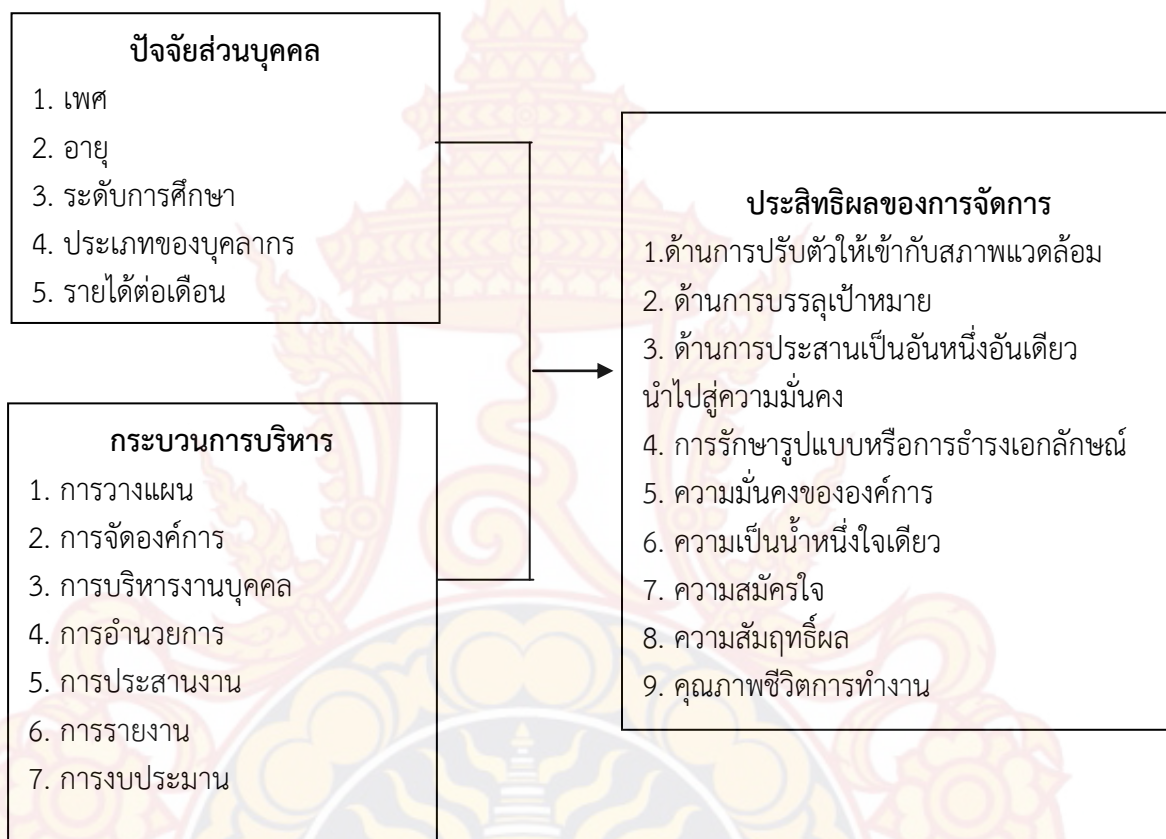 ปัจจัยส่วนบุคคล
1. เพศ
2. อายุ
3. ระดับการศึกษา
4. ประเภทของบุคลากร
5. รายได้ต่อเดือน
กระบวนการบริหาร
1. การวางแผน
2. การจัดองค์การ
3. การบริหารงานบุคคล
4. การอำนวยการ
5. การประสานงาน
6. การรายงาน
7. การงบประมาน
ประสิทธิผลของการจัดการ
1.ด้านการปรับตัวให้เข้ากับสภาพแวดล้อม
2. ด้านการบรรลุเป้าหมาย
3. ด้านการประสานเป็นอันหนึ่งอันเดียว
นำไปสู่ความมั่นคง
4. การรักษารูปแบบหรือการธำรงเอกลักษณ์
5. ความมั่นคงขององค์การ
6. ความเป็นน้ำหนึ่งใจเดียว
7. ความสมัครใจ
8. ความสัมฤทธิ์ผล
9. คุณภาพชีวิตการทำงาน